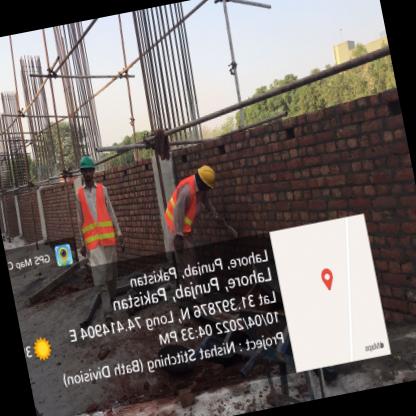 GPS Map C
Lahore, Punjab, Pakistan
Lahore, Punjab, Pakistan
Lat 31.397876 N, Long 74.414904 E
10/04/2022 04:33 PM
Project : Nishat Stitching (Bath Division)
Maps